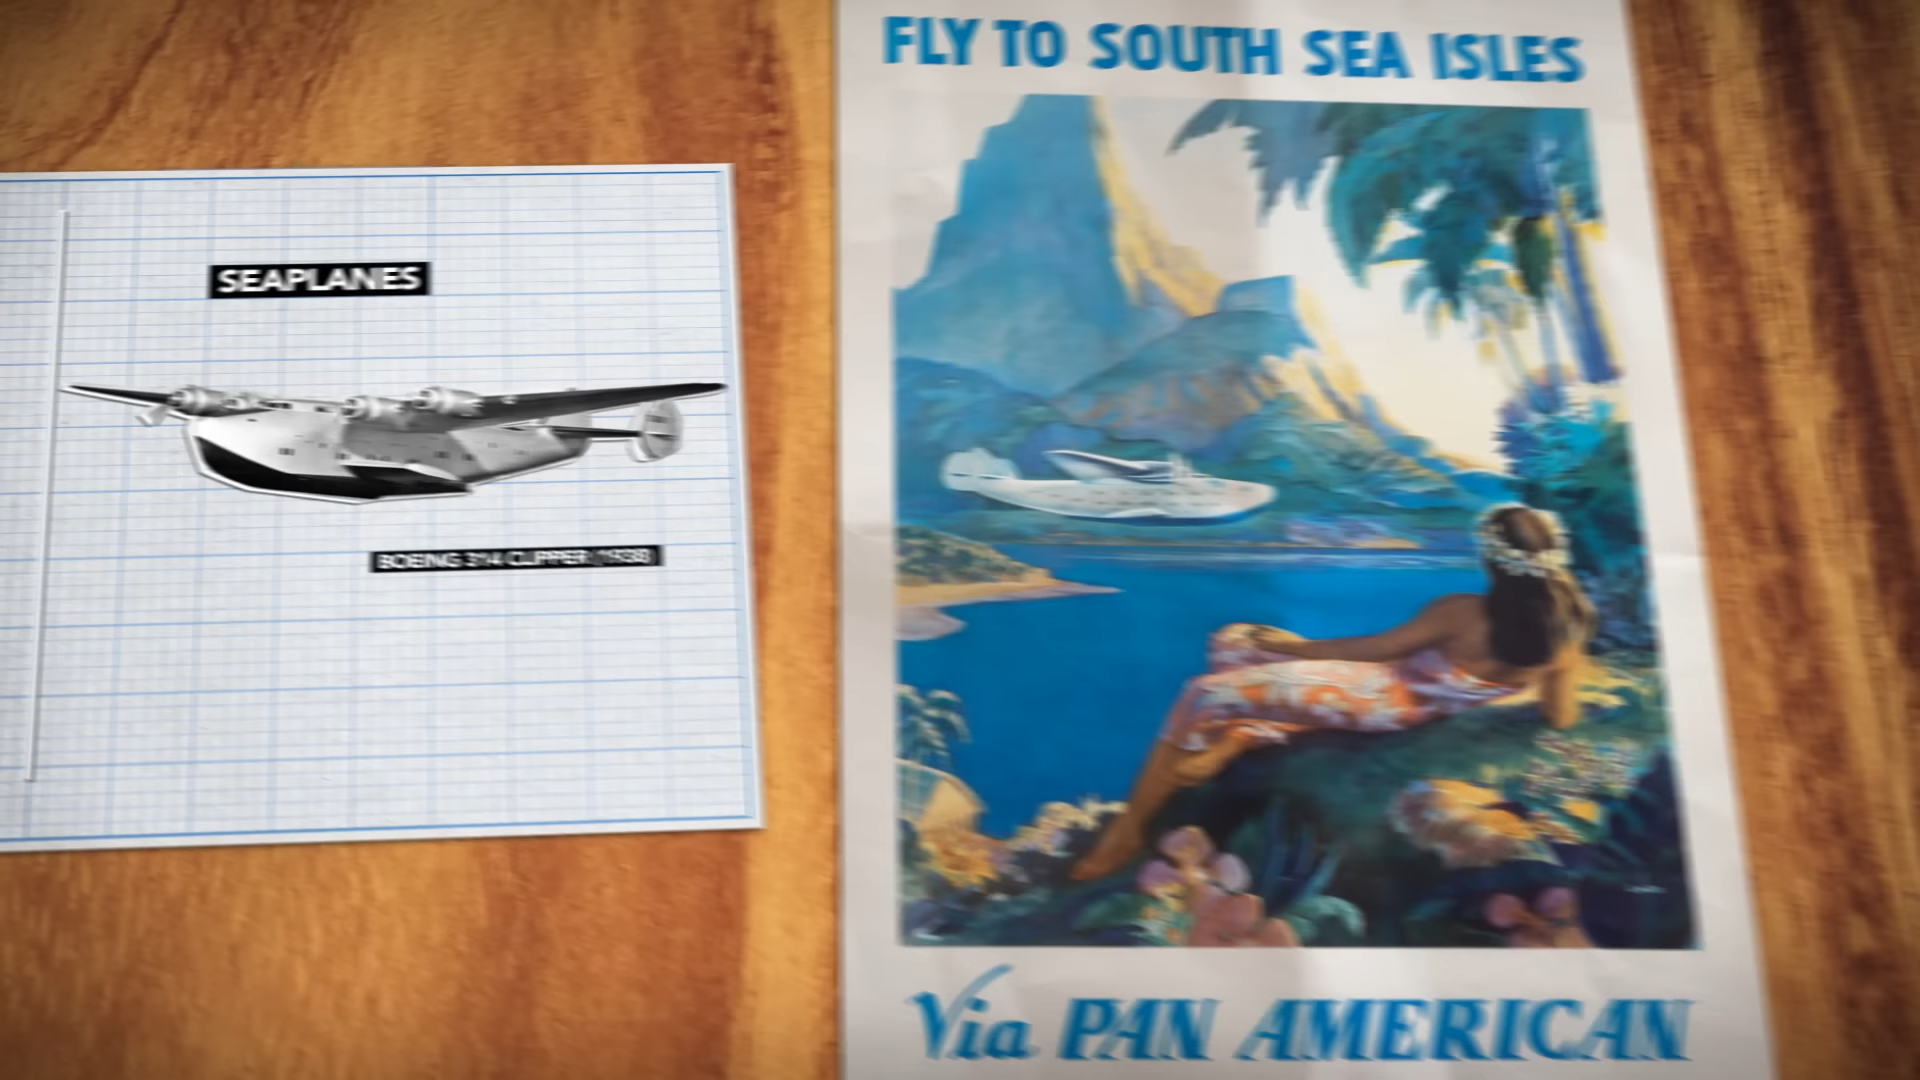 SEAPLANES
BOEING 314 CLIPPER (1938)
FLY TO SOUTH SEA ISLES
Via PAN AMERICAN